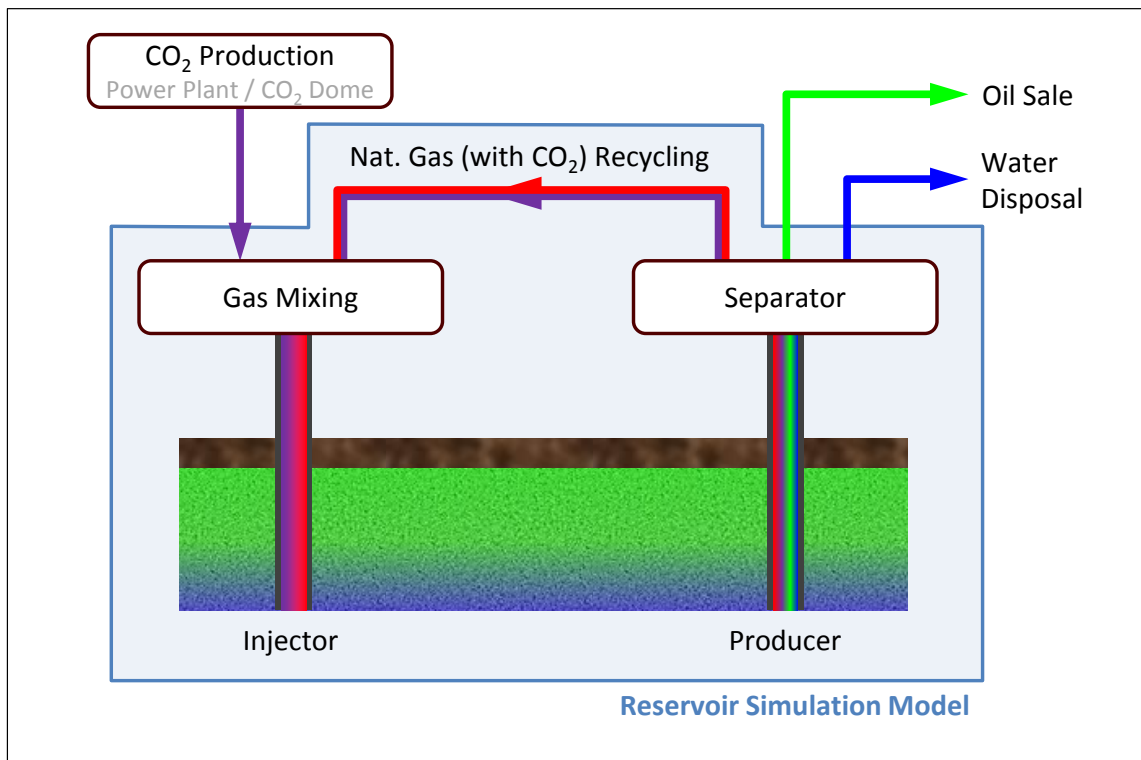 CO₂ Production
Power Plant / CO₂ Dome
Oil Sale
Nat. Gas (with CO₂) Recycling
Water
Disposal
Gas Mixing
Separator
Injector
Producer
Reservoir Simulation Model